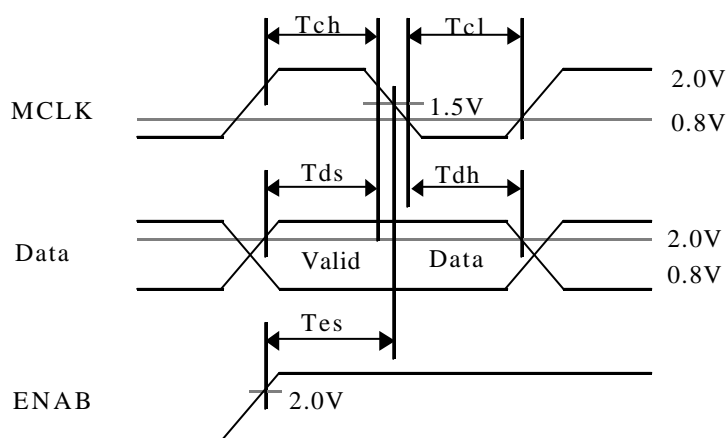 Tch
Tcl
2.0V
MCLK
1.5V
0.8V
Tds
Tdh
Data
Valid
Data
2.0V
0.8V
Tes
ENAB
2.0V